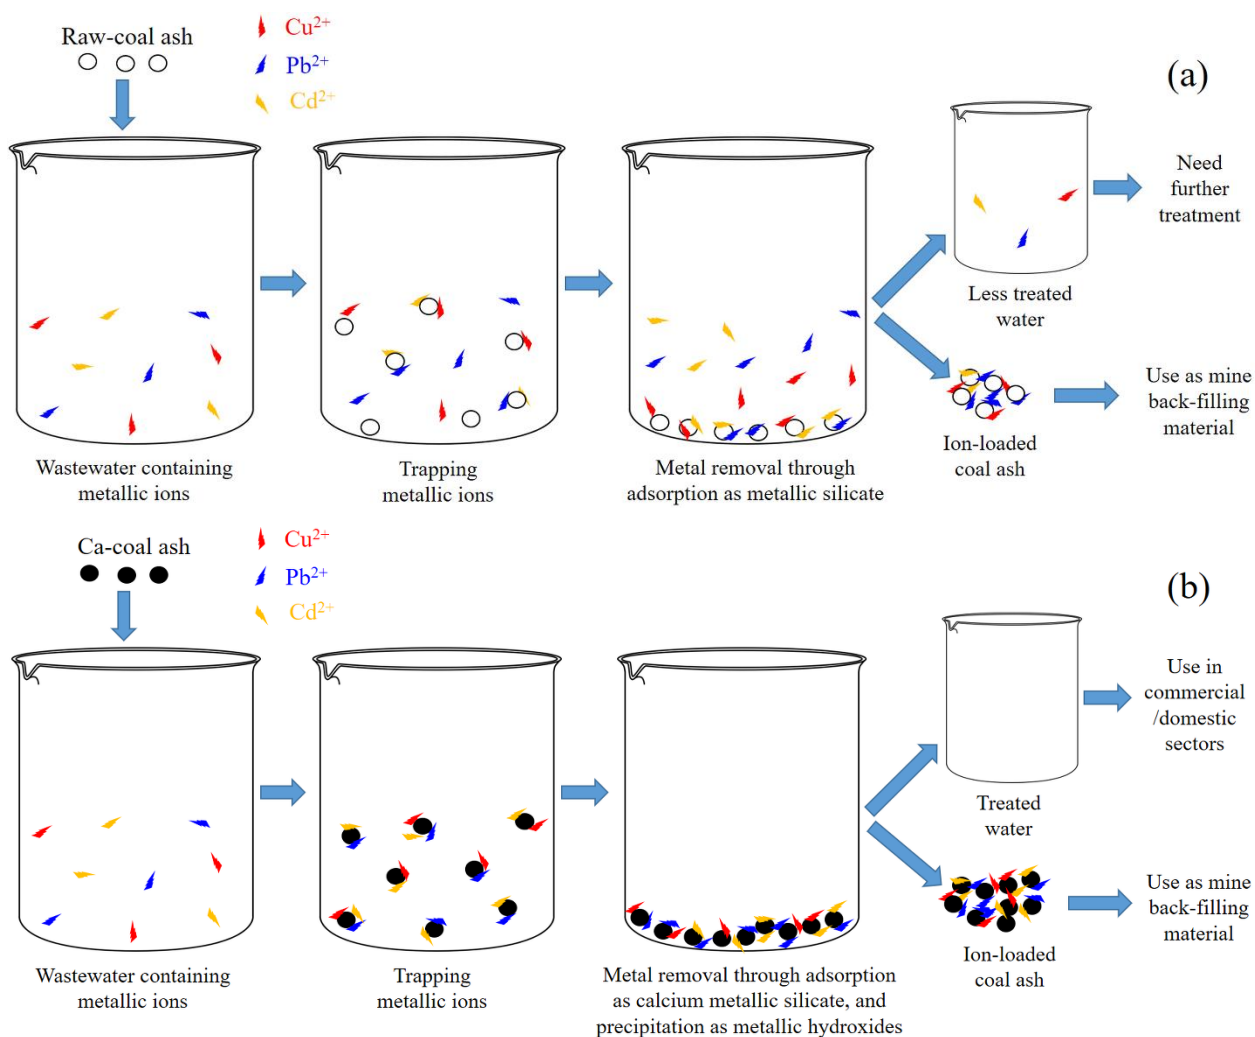 Raw-coal ash
Cu²⁺
Pb²⁺
Cd²⁺
(a)
Wastewater containing
metallic ions
Trapping
metallic ions
Metal removal through
adsorption as metallic silicate
Less treated
water
Need
further
treatment
Ion-loaded
coal ash
Use as mine
back-filling
material
Ca-coal ash
Cu²⁺
Pb²⁺
Cd²⁺
(b)
Wastewater containing
metallic ions
Trapping
metallic ions
Metal removal through adsorption
as calcium metallic silicate, and
precipitation as metallic hydroxides
Treated
water
Use in
commercial
/domestic
sectors
Ion-loaded
coal ash
Use as mine
back-filling
material